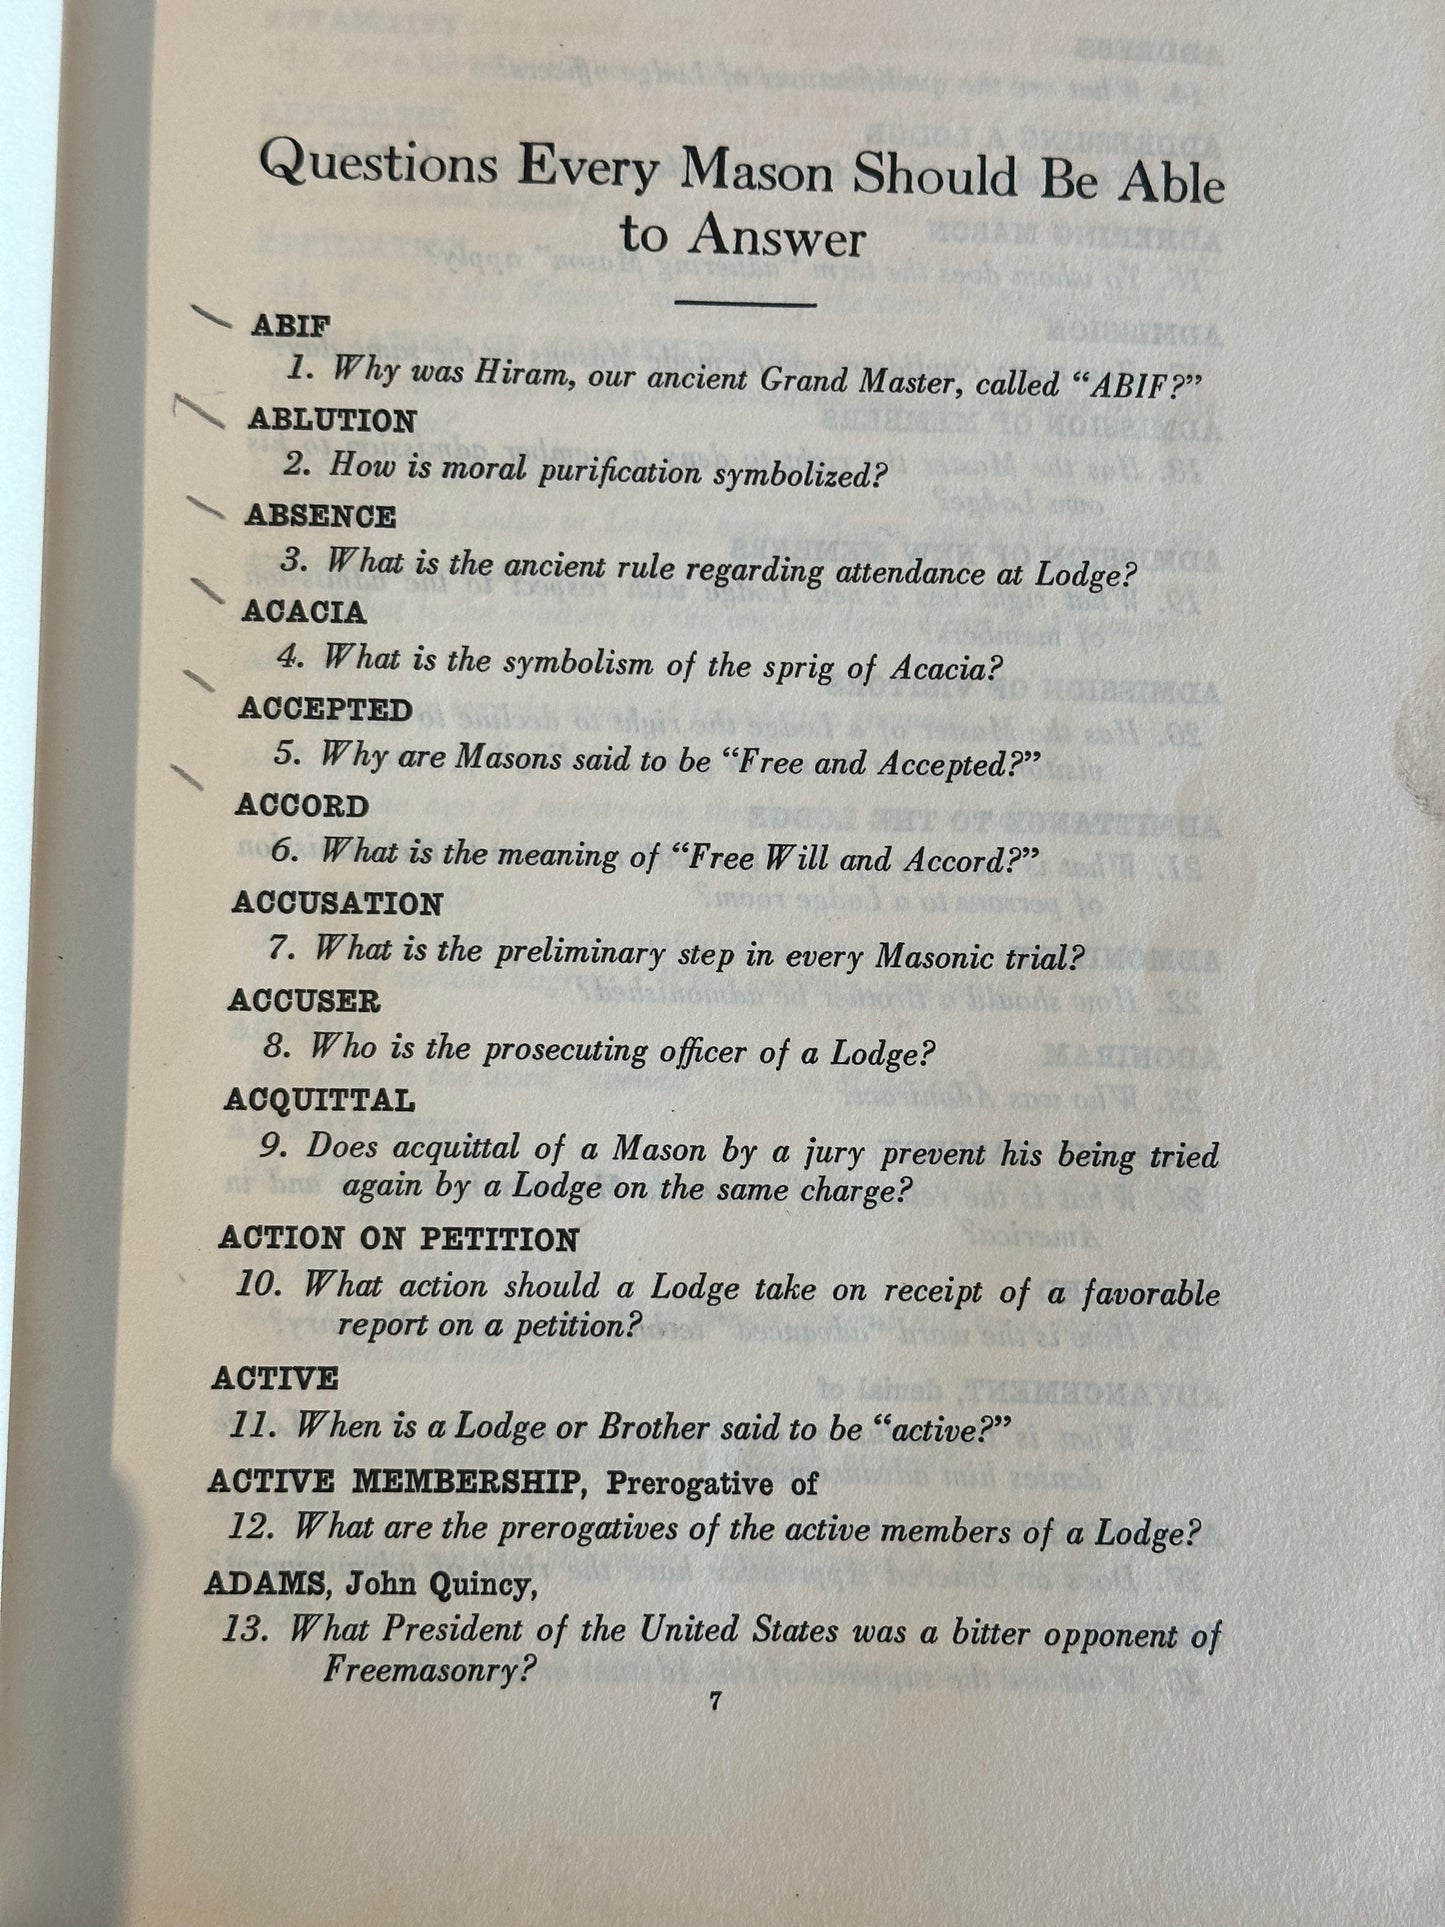 Questions Every Mason Should Be Able
to Answer
ABIF
1. Why was Hiram, our ancient Grand Master, called “ABIF?”
ABLUTION
2. How is moral purification symbolized?
ABSENCE
3. What is the ancient rule regarding attendance at Lodge?
ACACIA
4. What is the symbolism of the sprig of Acacia?
ACCEPTED
5. Why are Masons said to be “Free and Accepted?”
ACCORD
6. What is the meaning of “Free Will and Accord?”
ACCUSATION
7. What is the preliminary step in every Masonic trial?
ACCUSER
8. Who is the prosecuting officer of a Lodge?
ACQUITTAL
9. Does acquittal of a Mason by a jury prevent his being tried
again by a Lodge on the same charge?
ACTION ON PETITION
10. What action should a Lodge take on receipt of a favorable
report on a petition?
ACTIVE
11. When is a Lodge or Brother said to be “active?”
ACTIVE MEMBERSHIP, Prerogative of
12. What are the prerogatives of the active members of a Lodge?
ADAMS, John Quincy,
13. What President of the United States was a bitter opponent of
Freemasonry?
7